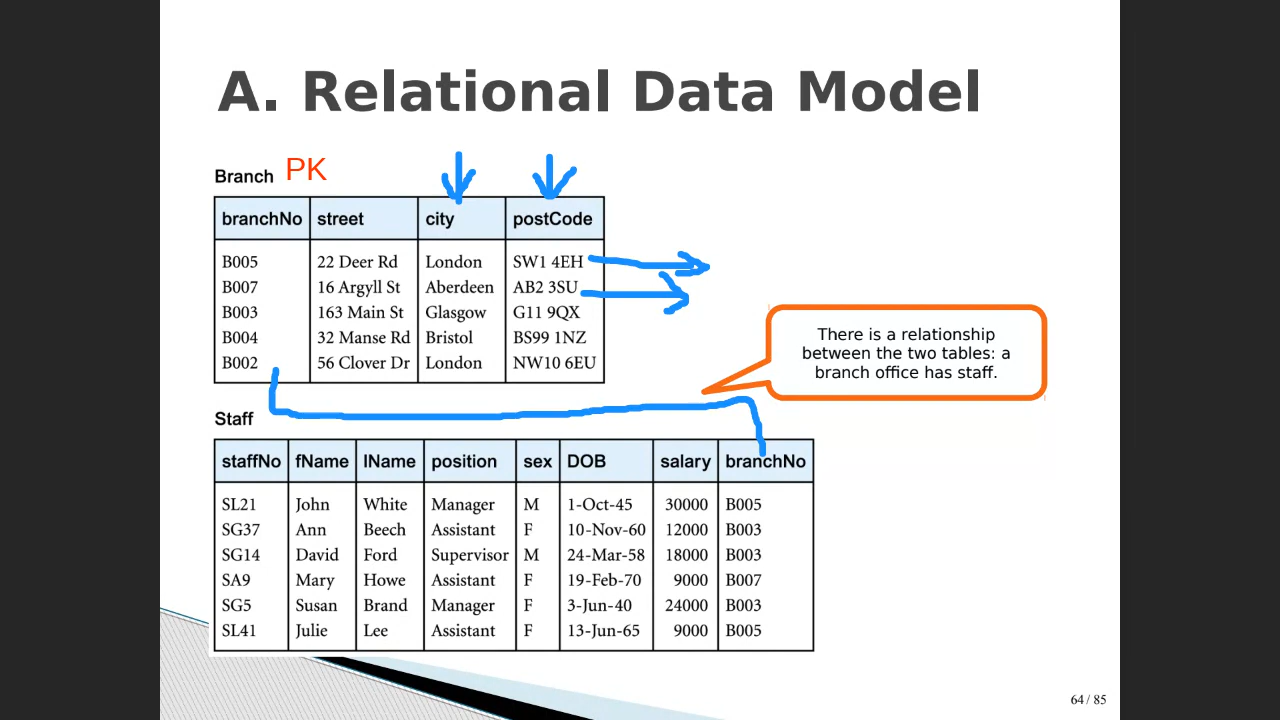 A. Relational Data Model
Branch PK
branchNo street city postCode
B005 22 Deer Rd London SW1 4EH
B007 16 Argyll St Aberdeen AB2 3SU
B003 163 Main St Glasgow G11 9QX
B004 32 Manse Rd Bristol BS99 1NZ
B002 56 Clover Dr London NW10 6EU
There is a relationship
between the two tables: a
branch office has staff.
Staff
staffNo fName lName position sex DOB salary branchNo
SL21 John White Manager M 1-Oct-45 30000 B005
SG37 Ann Beech Assistant F 10-Nov-60 12000 B003
SG14 David Ford Supervisor M 24-Mar-58 18000 B003
SA9 Mary Howe Assistant F 19-Feb-70 9000 B007
SG5 Susan Brand Manager F 3-Jun-40 24000 B003
SL41 Julie Lee Assistant F 13-Jun-65 9000 B005
64 / 85